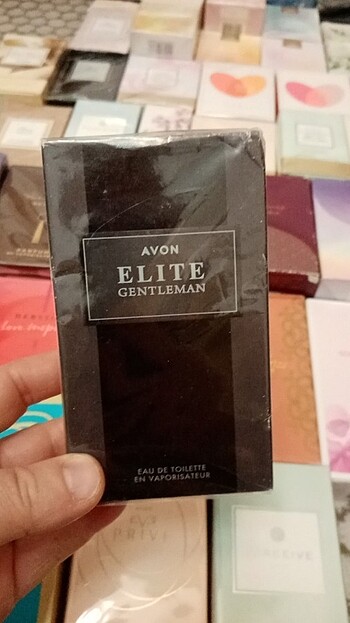 AVON
ELITE
GENTLEMAN
EAU DE TOILETTE
EN VAPORISATEUR